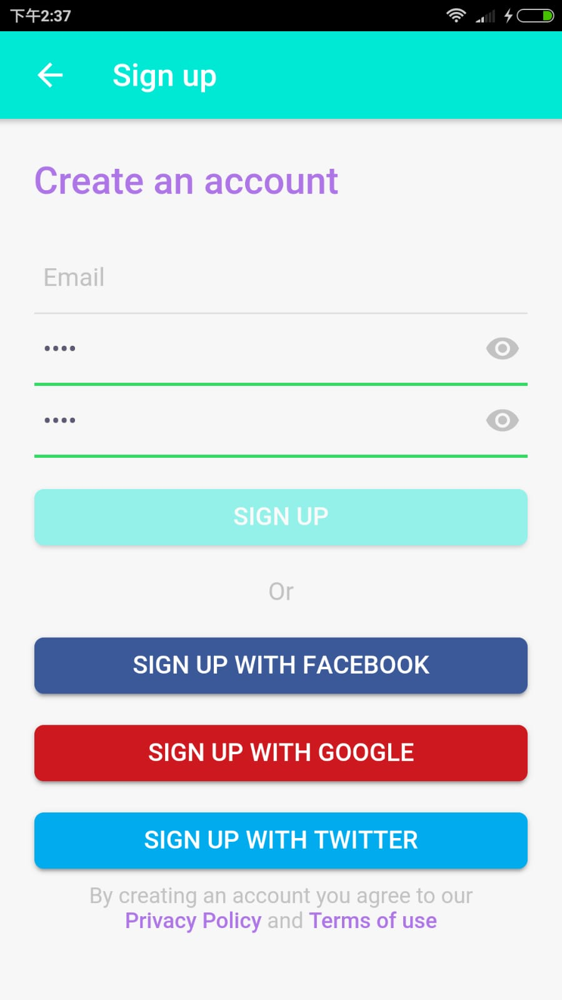 下午2:37
Sign up
Create an account
Email
••••
••••
SIGN UP
Or
SIGN UP WITH FACEBOOK
SIGN UP WITH GOOGLE
SIGN UP WITH TWITTER
By creating an account you agree to our
Privacy Policy and Terms of use